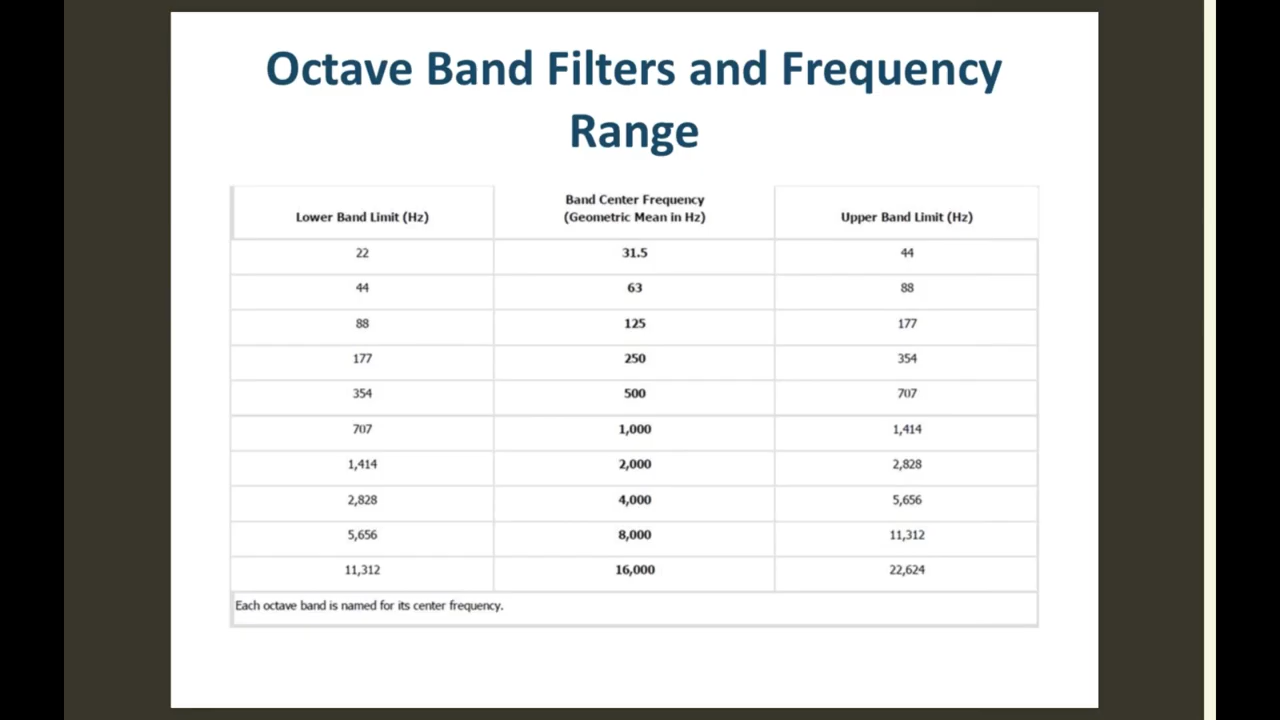 Octave Band Filters and Frequency
Range
Lower Band Limit (Hz) Band Center Frequency (Geometric Mean in Hz) Upper Band Limit (Hz)
22 31.5 44
44 63 88
88 125 177
177 250 354
354 500 707
707 1,000 1,414
1,414 2,000 2,828
2,828 4,000 5,656
5,656 8,000 11,312
11,312 16,000 22,624
Each octave band is named for its center frequency.